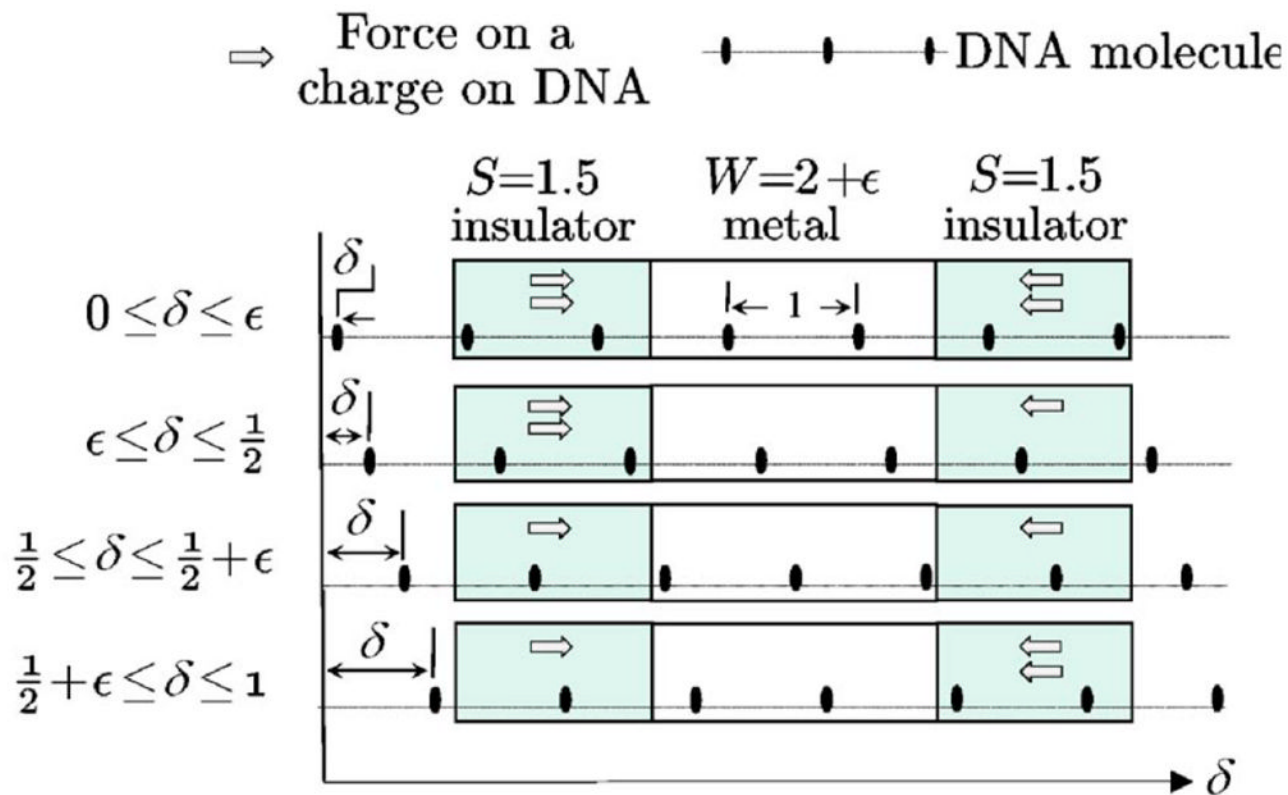 Force on a
charge on DNA
DNA molecule
S=1.5
insulator
W=2+ϵ
metal
S=1.5
insulator
δ
0≤δ≤ϵ
1
δ
ϵ≤δ≤1/2
δ
1/2≤δ≤1/2+ϵ
δ
1/2+ϵ≤δ≤1
δ